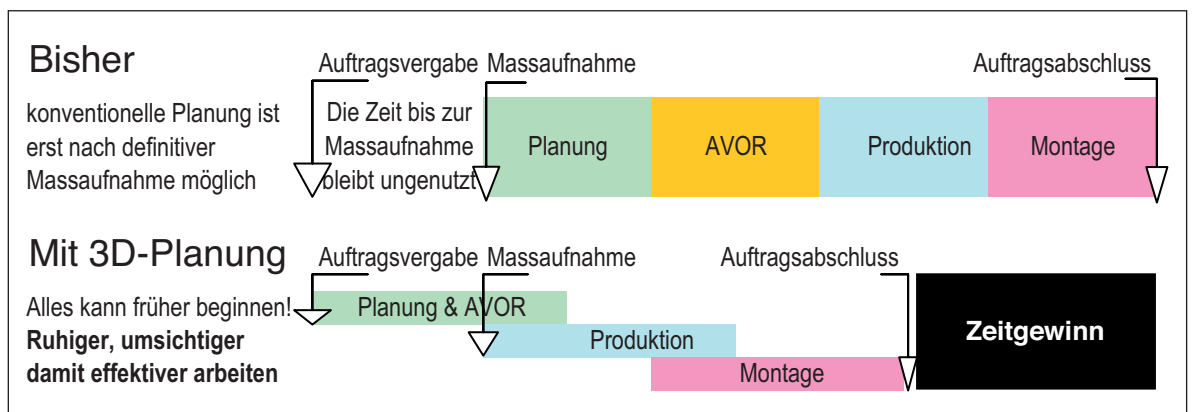 Bisher
Auftragsvergabe Massaufnahme
Auftragsabschluss
konventionelle Planung ist
erst nach definitiver
Massaufnahme möglich
Die Zeit bis zur
Massaufnahme
bleibt ungenutzt
Planung
AVOR
Produktion
Montage
Mit 3D-Planung
Auftragsvergabe Massaufnahme
Auftragsabschluss
Alles kann früher beginnen!
Ruhiger, umsichtiger
damit effektiver arbeiten
Planung & AVOR
Produktion
Montage
Zeitgewinn